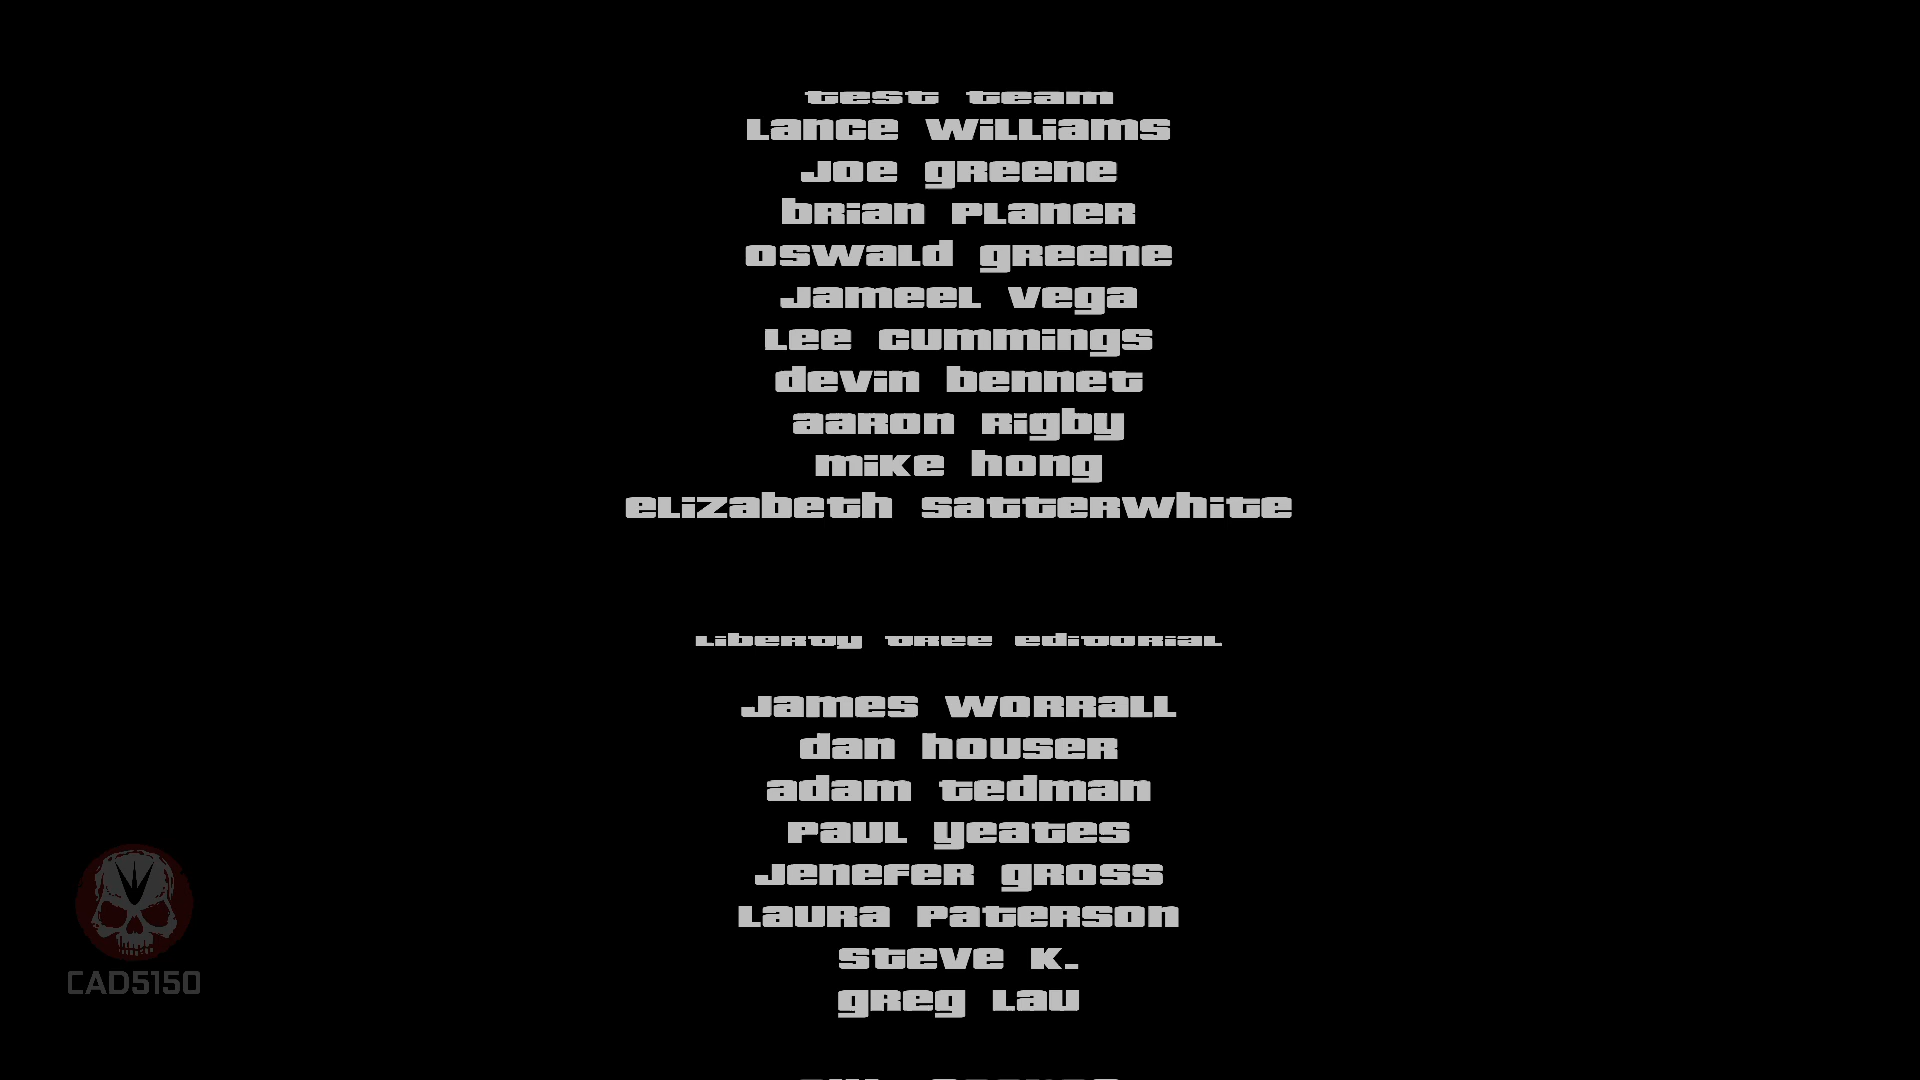 test team
Lance Williams
Joe Greene
Brian Planer
Oswald Greene
Jameel Vega
Lee Cummings
Devin Bennet
Aaron Rigby
Mike Hong
Elizabeth Satterwhite
Liberty Tree Editorial
James Worrall
Dan Houser
Adam Tedman
Paul Yeates
Jenefer Gross
Laura Paterson
Steve K.
Greg Lau
CAD5150